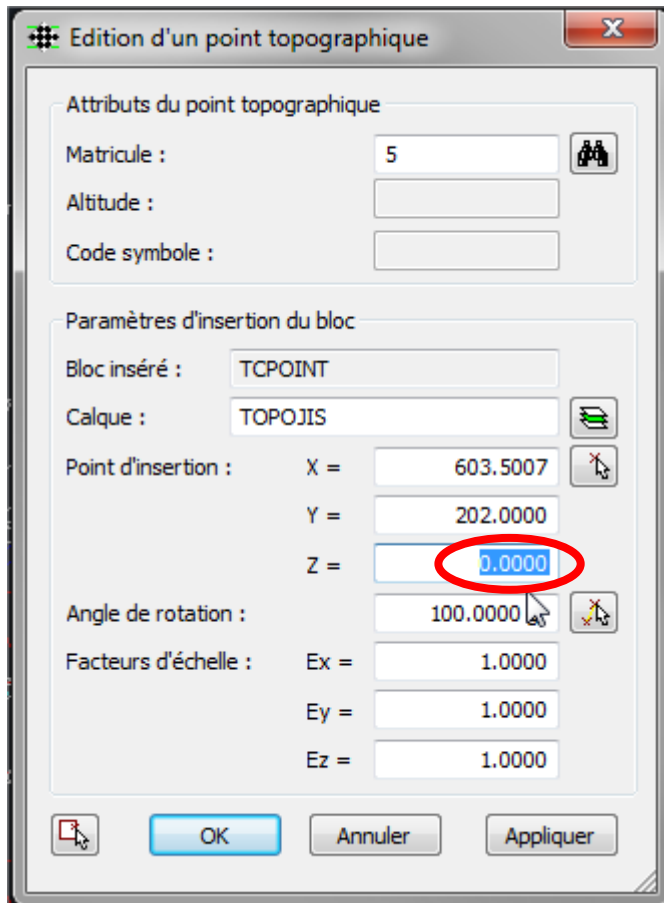 Edition d'un point topographique
Attributs du point topographique
Matricule : 5
Altitude :
Code symbole :
Paramètres d'insertion du bloc
Bloc inséré : TCPOINT
Calque : TOPOJIS
Point d'insertion : X = 603.5007
Y = 202.0000
Z = 0.0000
Angle de rotation : 100.0000
Facteurs d'échelle : Ex = 1.0000
Ey = 1.0000
Ez = 1.0000
OK Annuler Appliquer